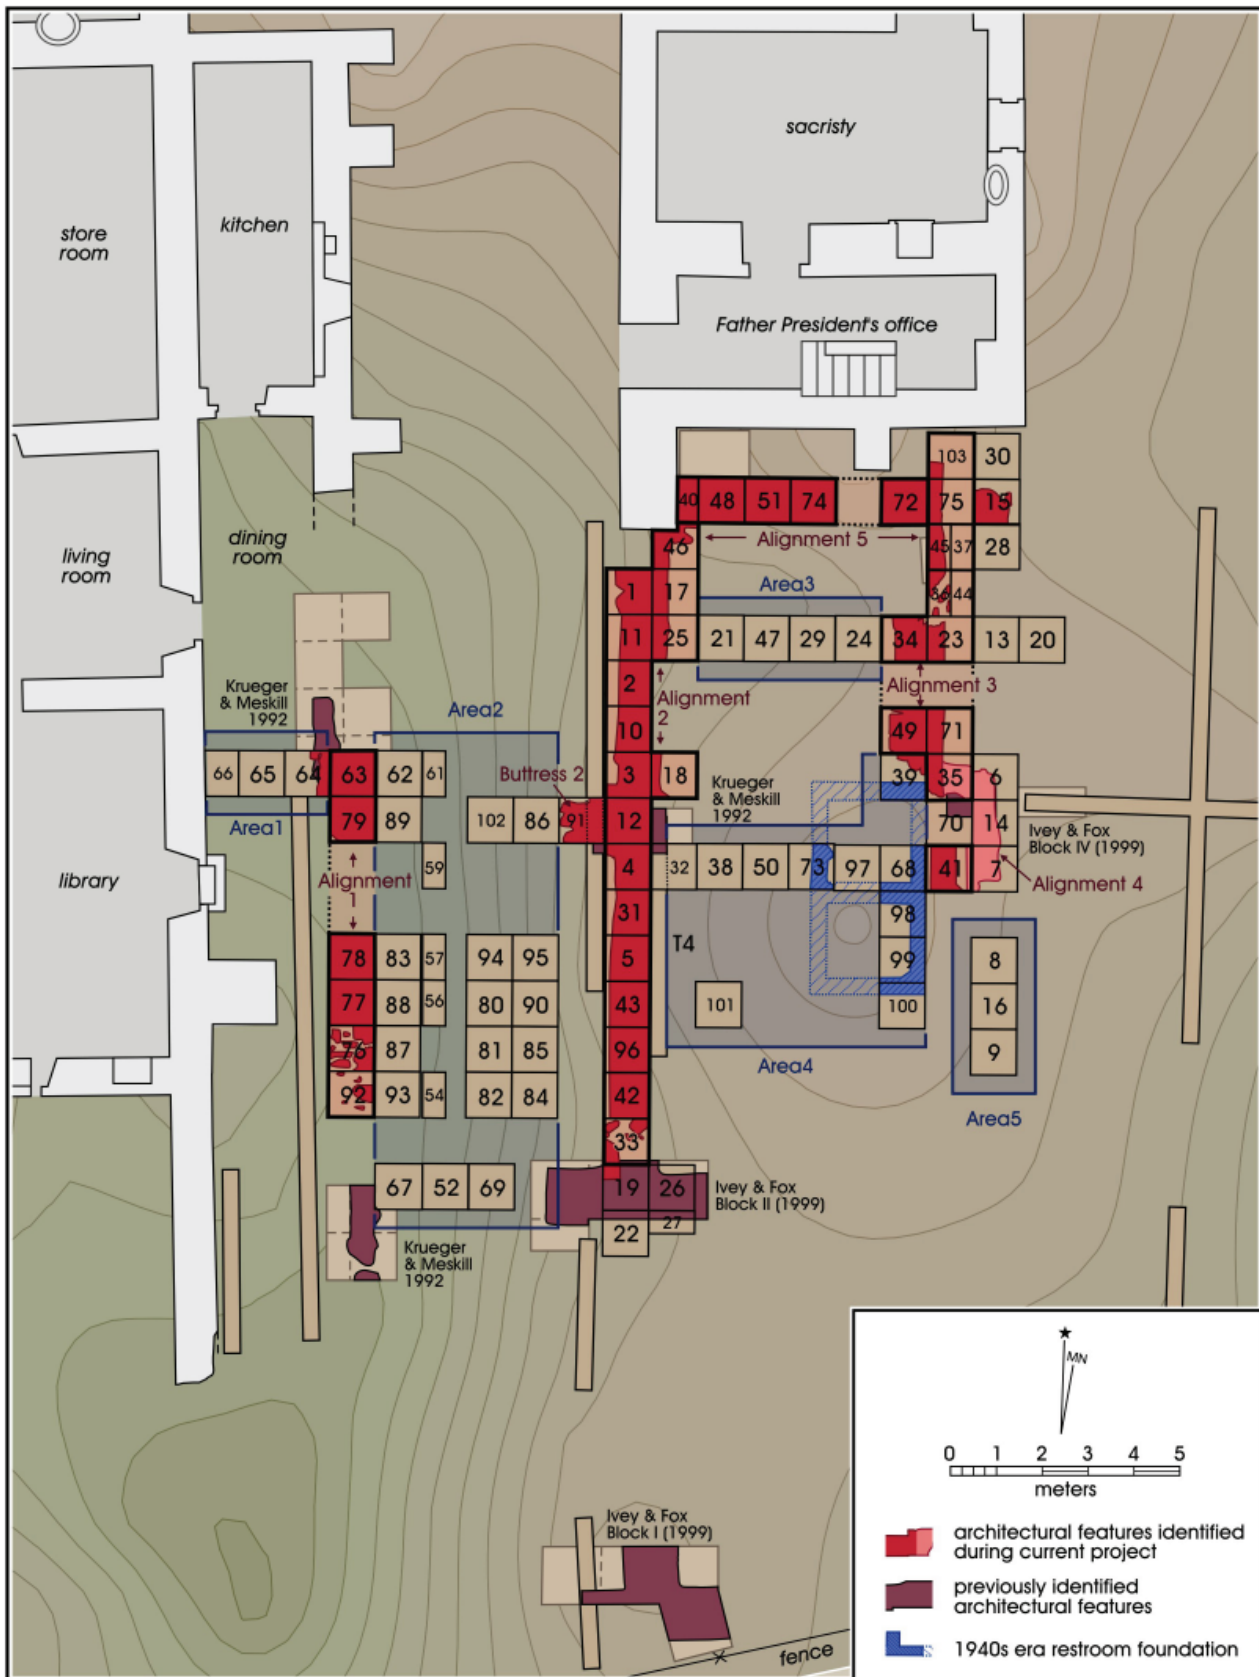 sacristy
store
room
kitchen
Father President's office
living
room
dining
room
103 30
40 48 51 74 72 75 15
46 Alignment 5 45 37 28
1 17 Area3 36 44
11 25 21 47 29 24 34 23 13 20
Krueger
& Meskill
1992
Area2
2 Alignment
2
Alignment 3
10 49 71
66 65 64 63 62 61
Buttress 2
3 18
Krueger
& Meskill
1992
39 35 6
Area1
79 89 102 86 91 12 70 14
Ivey & Fox
Block IV (1999)
library
Alignment
1
59 4 32 38 50 73 97 68 41 7
Alignment 4
31 98
78 83 57 94 95 5 T4 99 8
77 88 56 80 90 43 101 100 16
76 87 81 85 96 9
Area4
92 93 54 82 84 42
Area5
33
67 52 69 19 26
Ivey & Fox
Block II (1999)
22 27
Krueger
& Meskill
1992
Ivey & Fox
Block I (1999)
fence
MN
0 1 2 3 4 5
meters
architectural features identified
during current project
previously identified
architectural features
1940s era restroom foundation